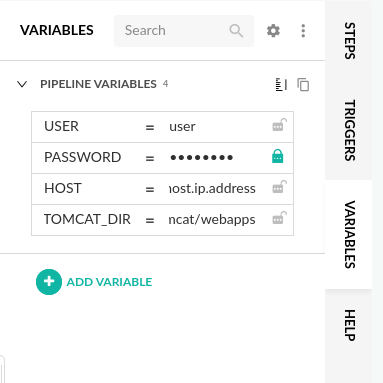 VARIABLES
Search
PIPELINE VARIABLES 4
USER = user
PASSWORD = ••••••••
HOST = host.ip.address
TOMCAT_DIR = ncat/webapps
ADD VARIABLE
STEPS
TRIGGERS
VARIABLES
HELP